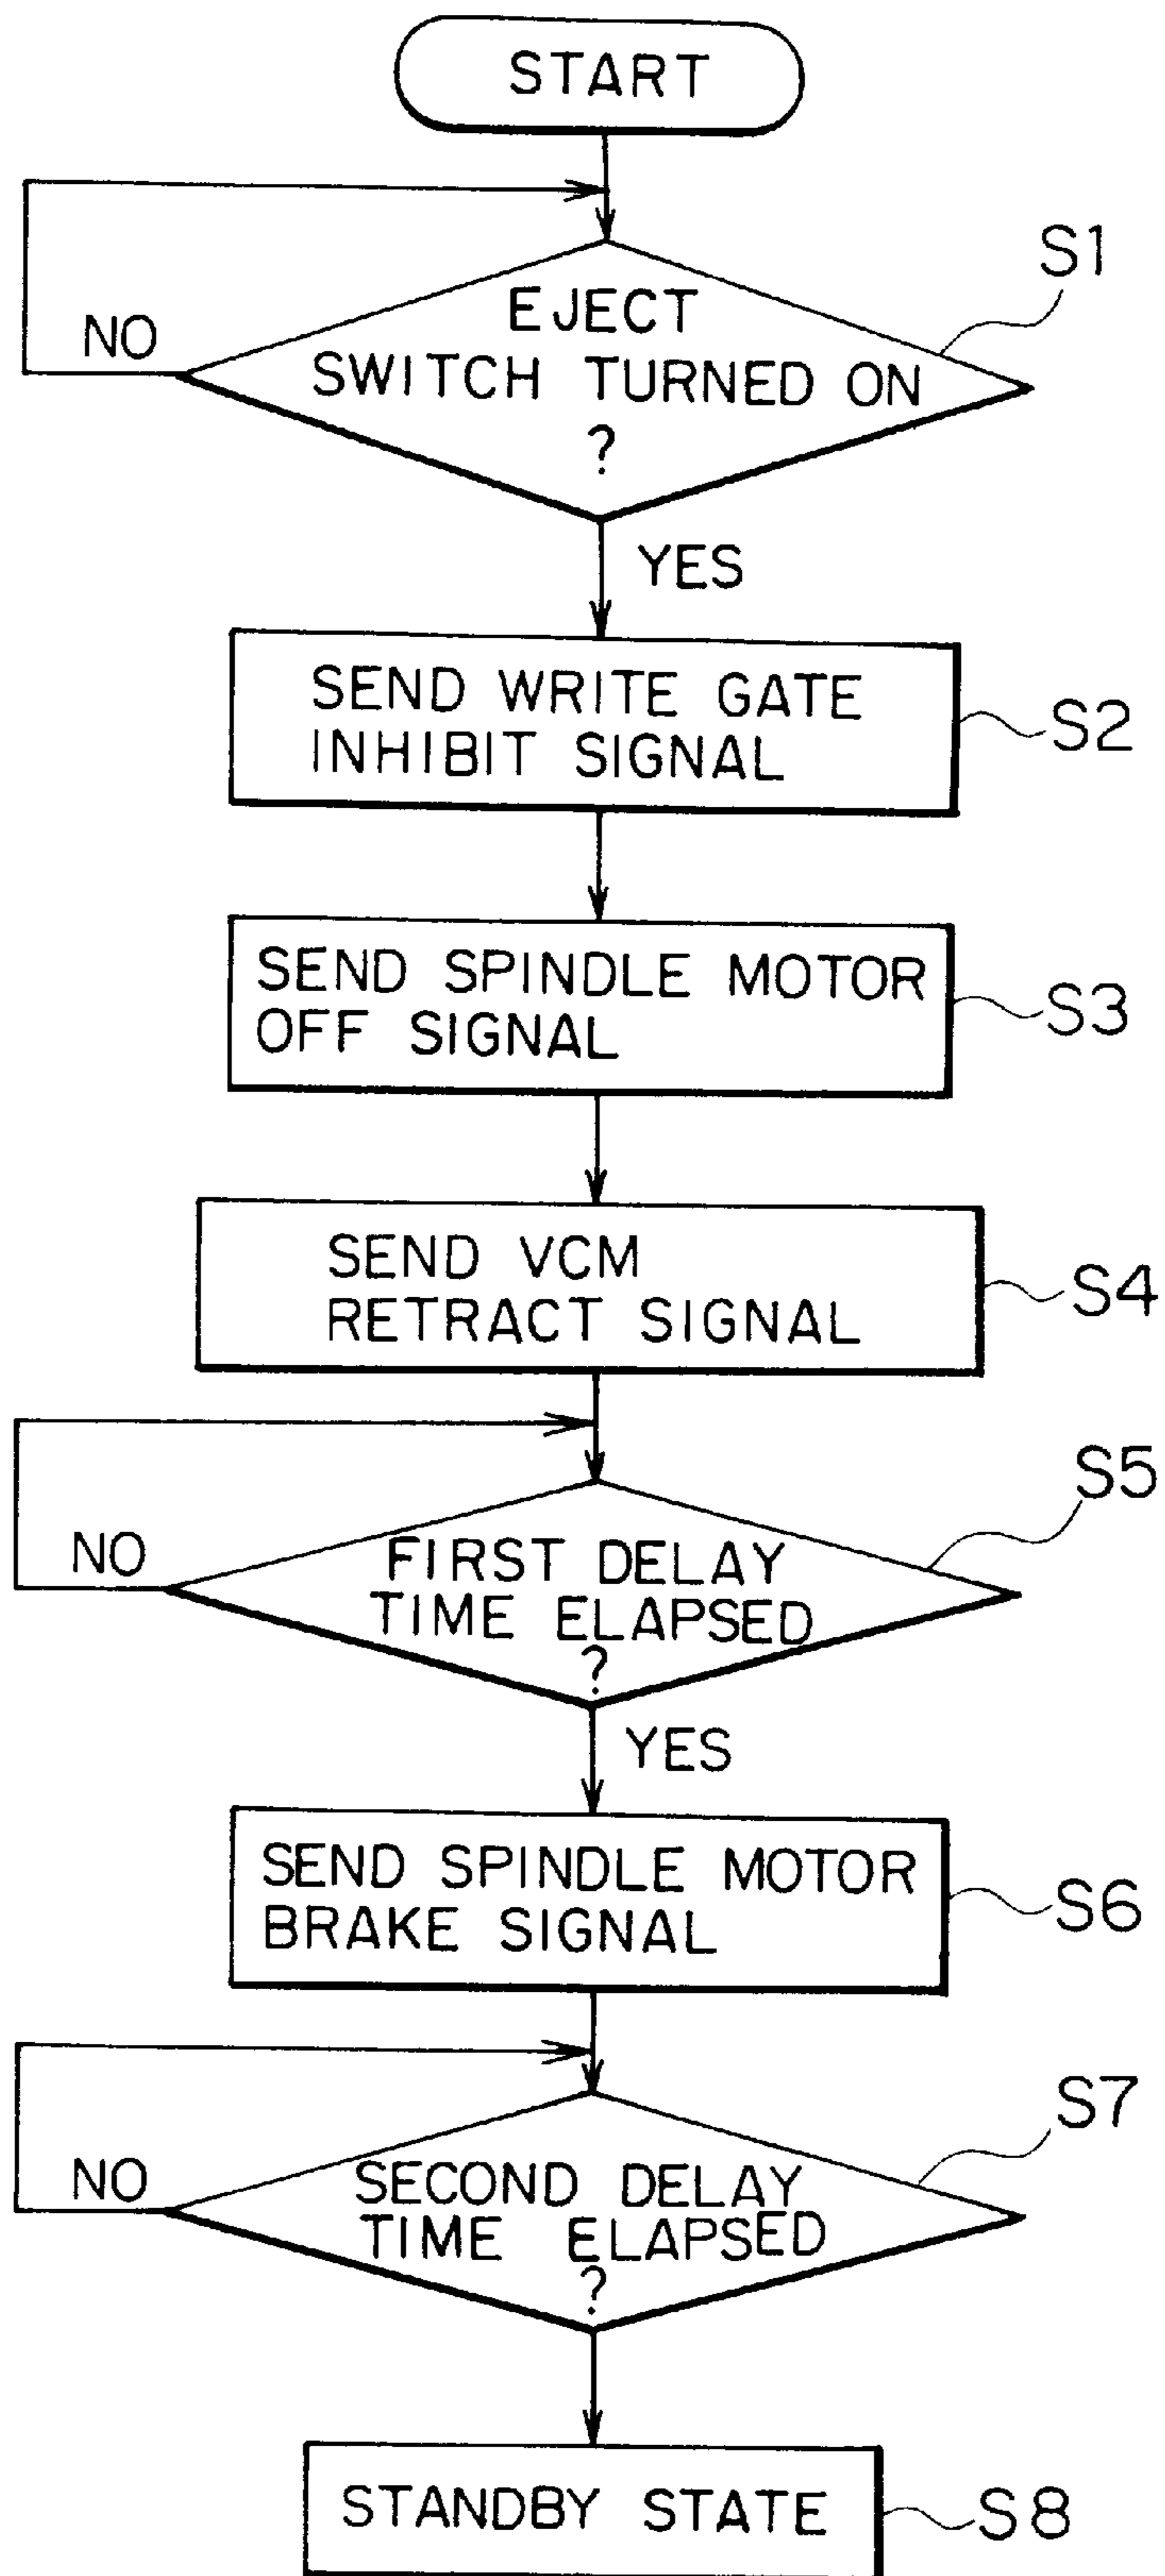 START
S1
EJECT
NO
SWITCH TURNED ON
?
YES
SEND WRITE GATE
INHIBIT SIGNAL
S2
SEND SPINDLE MOTOR
OFF SIGNAL
S3
SEND VCM
RETRACT SIGNAL
S4
S5
NO
FIRST DELAY
TIME ELAPSED
?
YES
SEND SPINDLE MOTOR
BRAKE SIGNAL
S6
S7
NO
SECOND DELAY
TIME ELAPSED
?
STANDBY STATE
S8